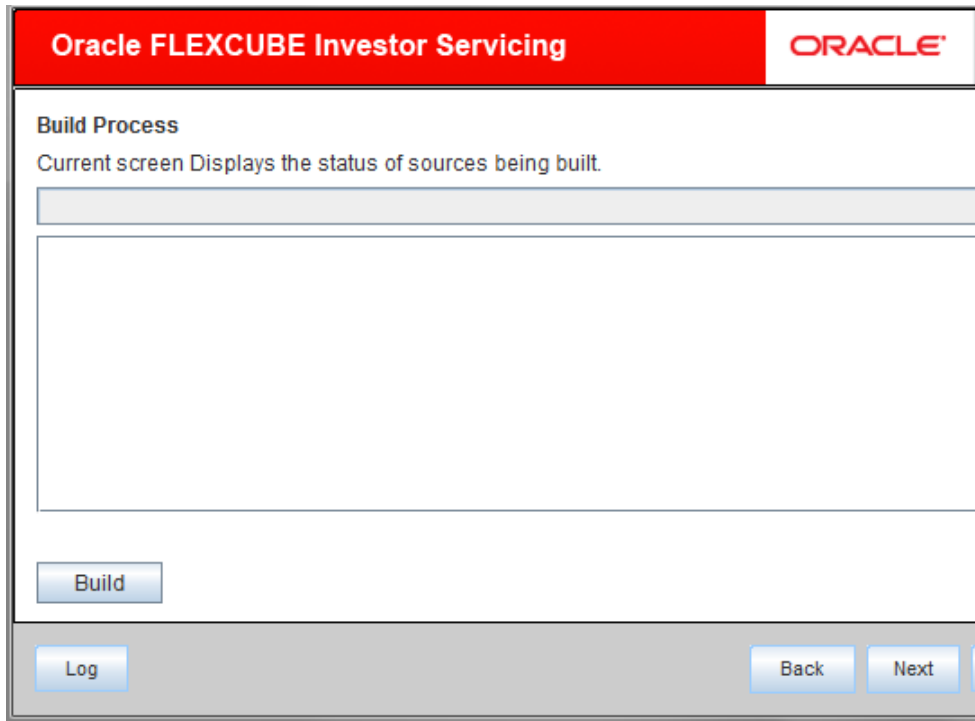 Oracle FLEXCUBE Investor Servicing
ORACLE
Build Process
Current screen Displays the status of sources being built.
Build
Log
Back
Next